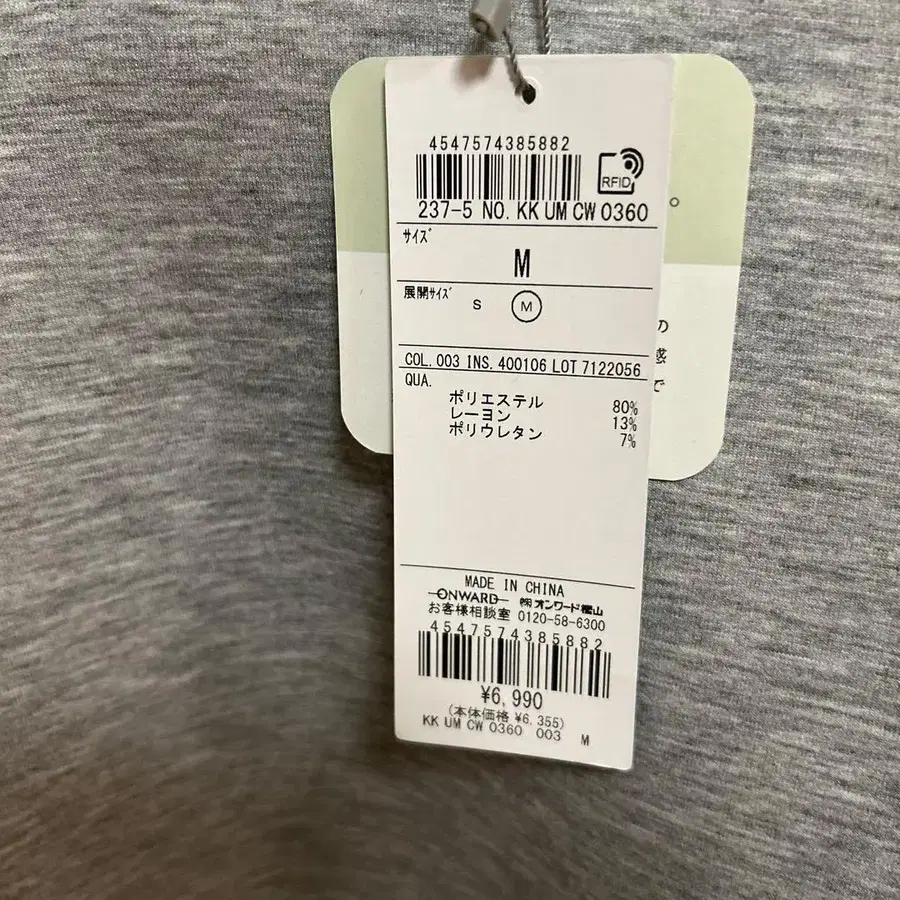 4547574385882
RFID
237-5 NO. KK UM CW 0360
サイズ
M
展開サイズ S M
COL. 003 INS. 400106 LOT 7122056
QUA.
ポリエステル 80%
レーヨン 13%
ポリウレタン 7%
MADE IN CHINA
ONWARD ㈱オンワード樫山
お客様相談室 0120-58-6300
4547574385882
¥6,990
(本体価格 ¥6,355)
KK UM CW 0360 003 M
。
の
感
で